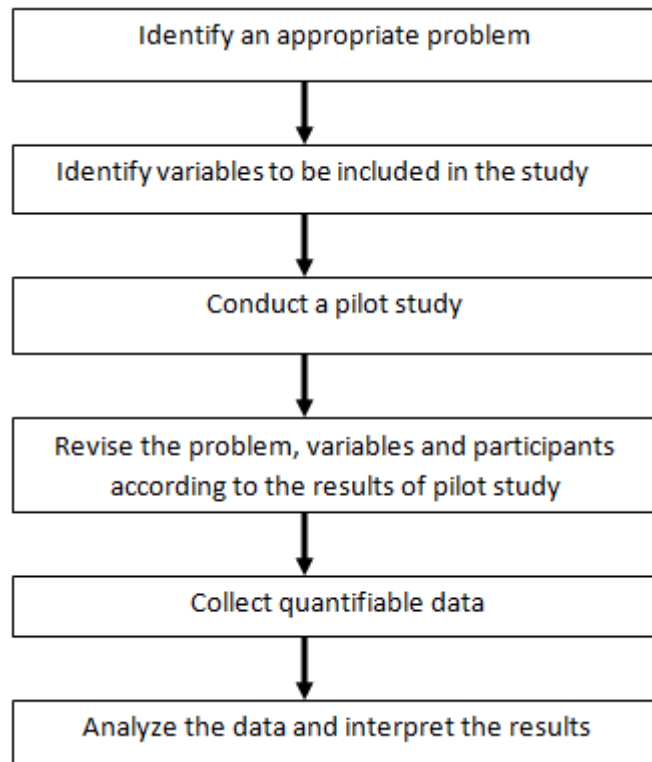 Identify an appropriate problem
Identify variables to be included in the study
Conduct a pilot study
Revise the problem, variables and participants
according to the results of pilot study
Collect quantifiable data
Analyze the data and interpret the results